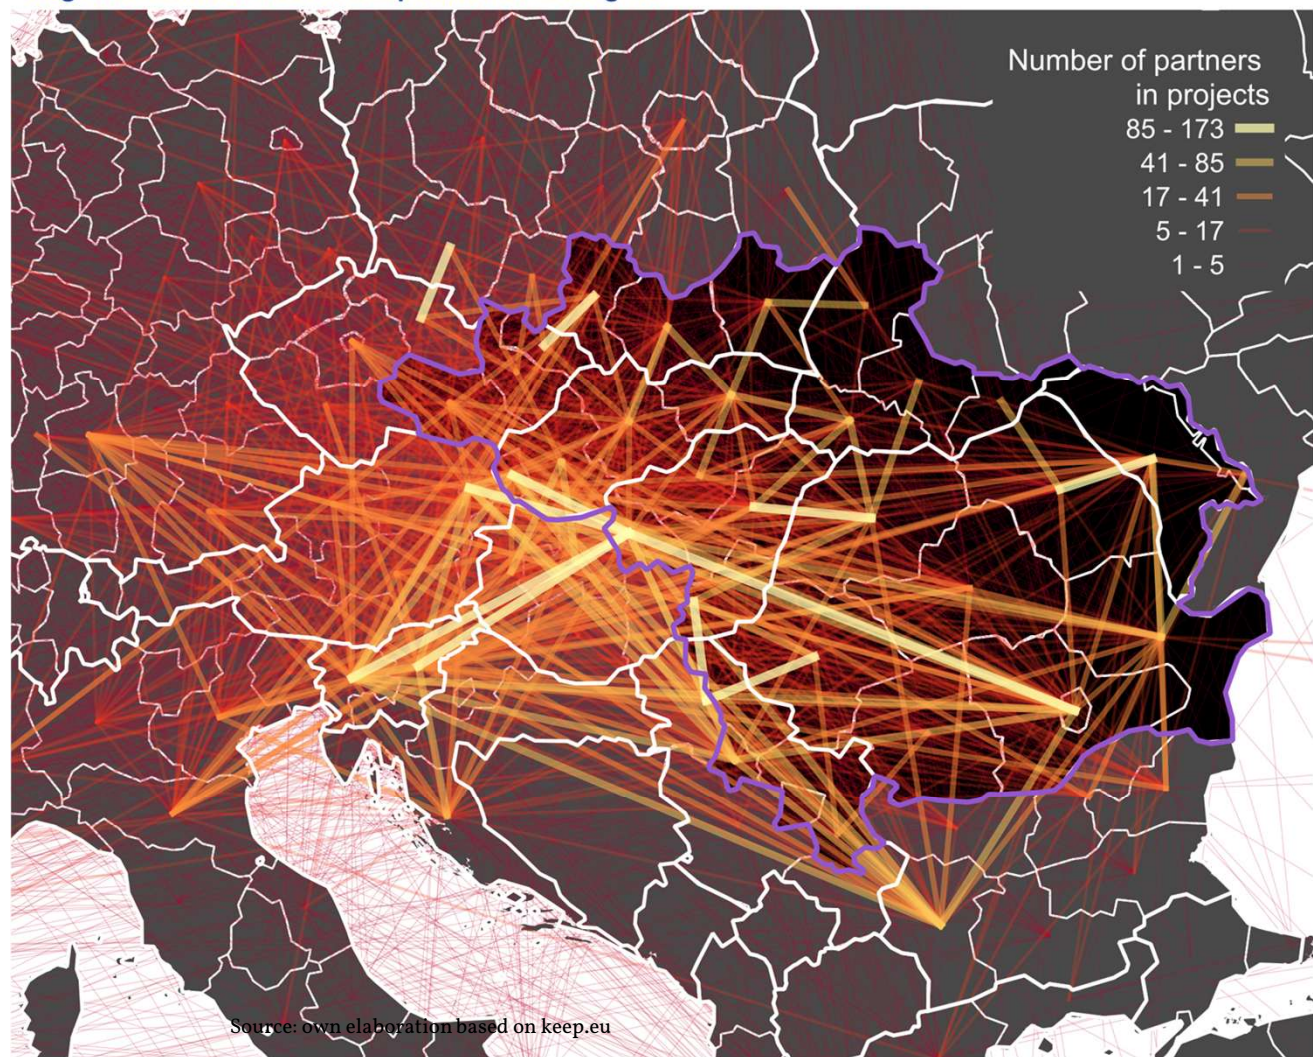 Number of partners
in projects
85 - 173
41 - 85
17 - 41
5 - 17
1 - 5
Source: own elaboration based on keep.eu